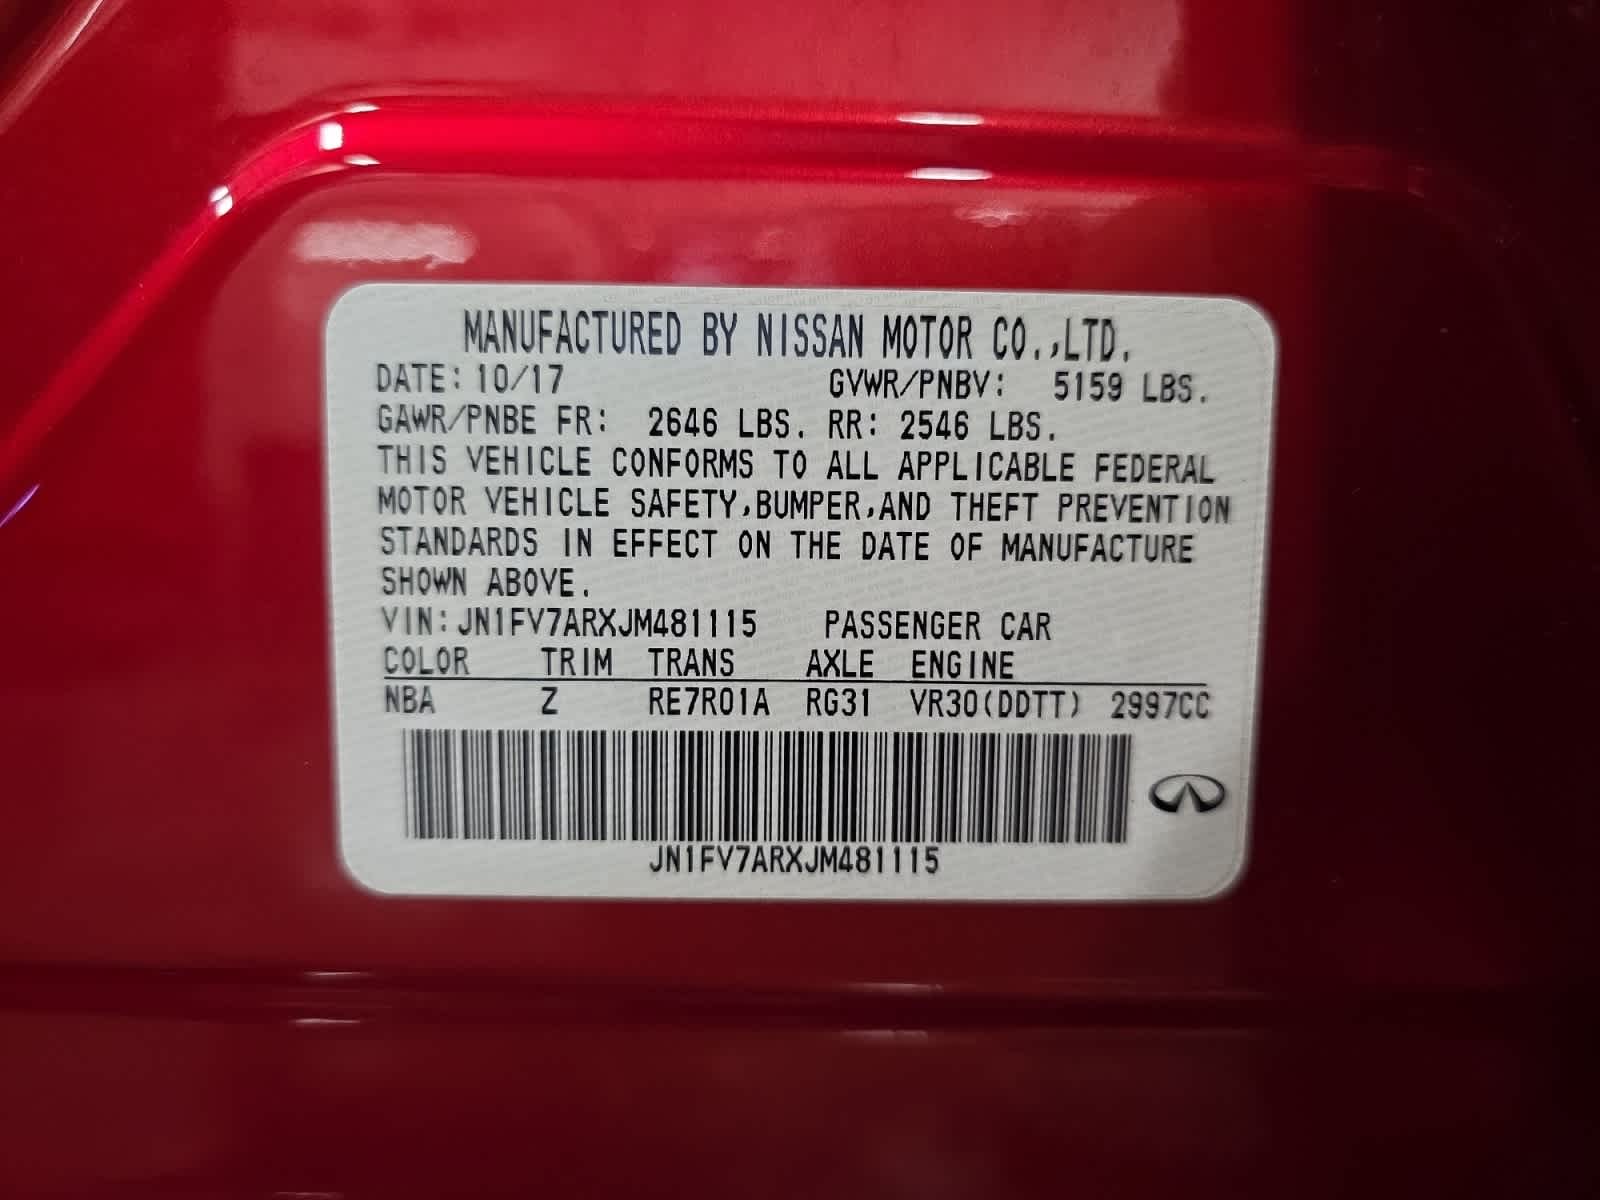 MANUFACTURED BY NISSAN MOTOR CO.,LTD.
DATE: 10/17 GVWR/PNBV: 5159 LBS.
GAWR/PNBE FR: 2646 LBS. RR: 2546 LBS.
THIS VEHICLE CONFORMS TO ALL APPLICABLE FEDERAL
MOTOR VEHICLE SAFETY,BUMPER,AND THEFT PREVENTION
STANDARDS IN EFFECT ON THE DATE OF MANUFACTURE
SHOWN ABOVE.
VIN: JN1FV7ARXJM481115 PASSENGER CAR
COLOR TRIM TRANS AXLE ENGINE
NBA Z RE7R01A RG31 VR30(DDTT) 2997CC
JN1FV7ARXJM481115